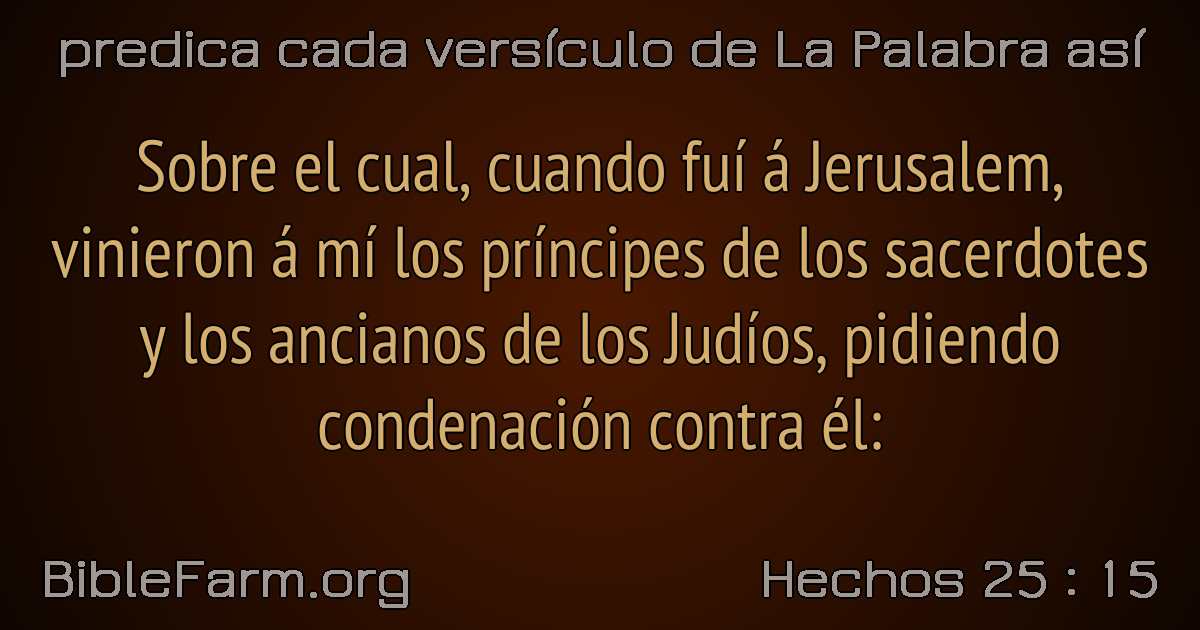 predica cada versículo de La Palabra así
Sobre el cual, cuando fuí á Jerusalem,
vinieron á mí los príncipes de los sacerdotes
y los ancianos de los Judíos, pidiendo
condenación contra él:
BibleFarm.org
Hechos 25 : 15